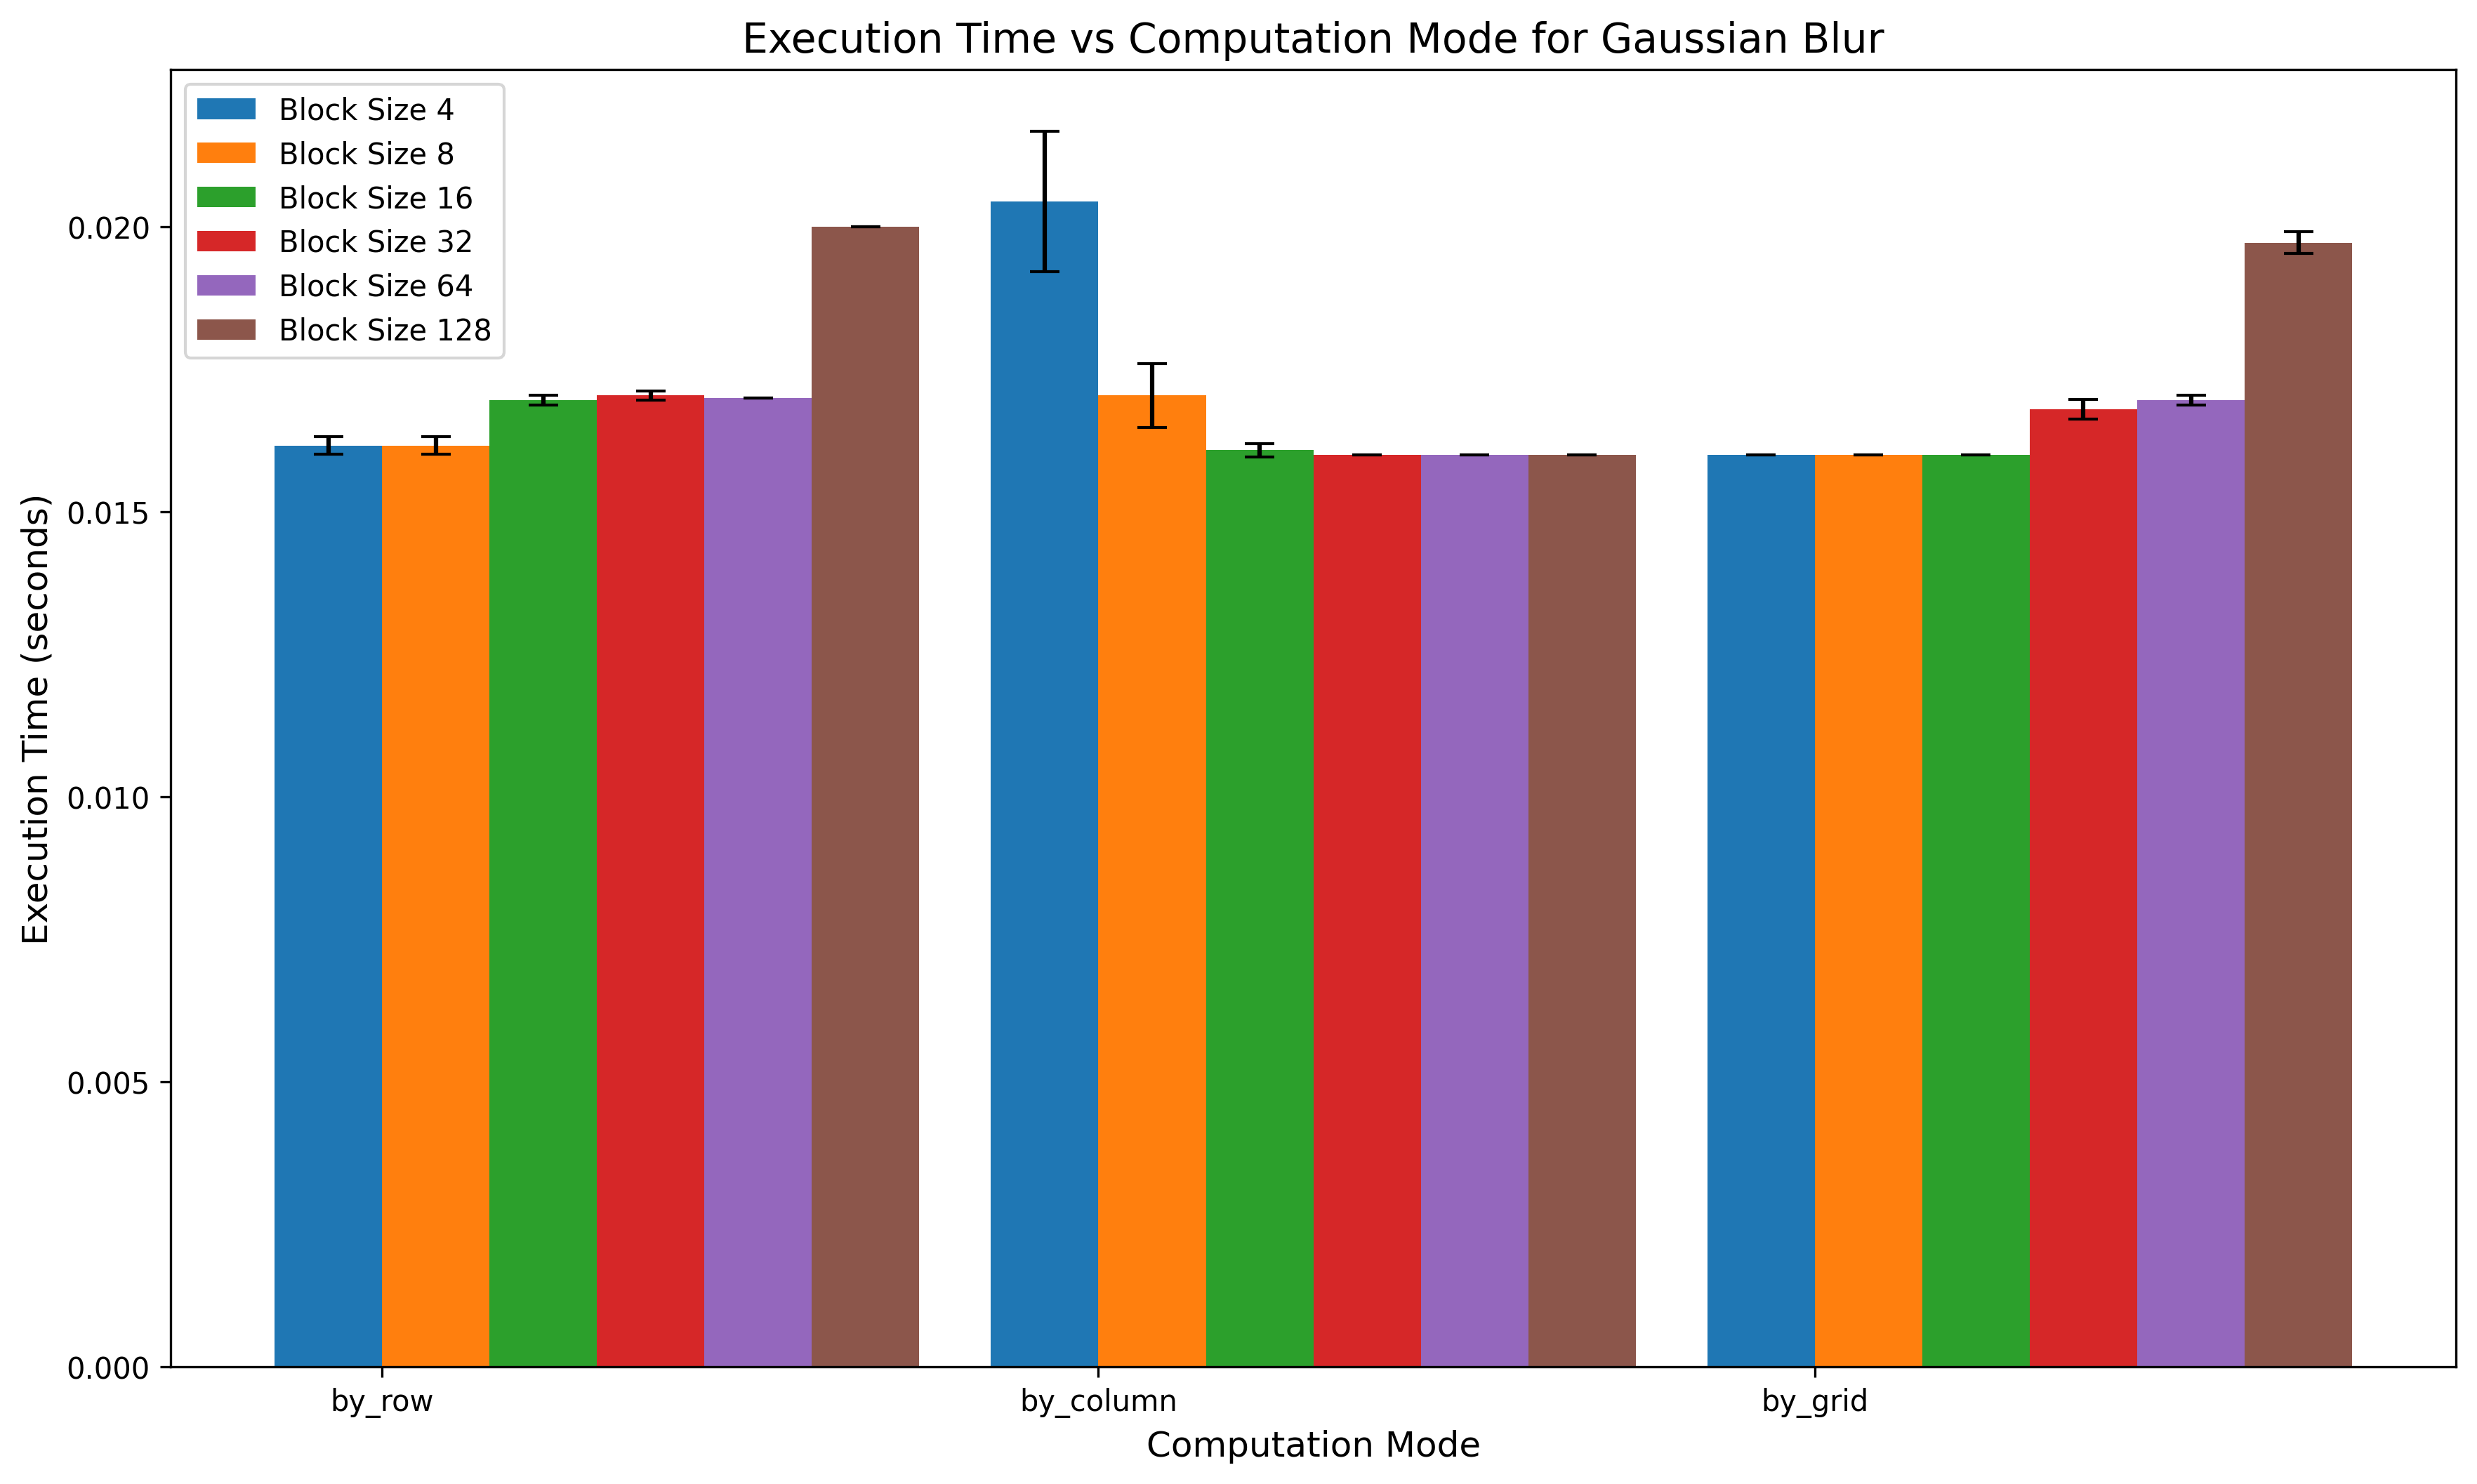 Execution Time vs Computation Mode for Gaussian Blur
Block Size 4
Block Size 8
Block Size 16
Block Size 32
Block Size 64
Block Size 128
Execution Time (seconds)
0.020
0.015
0.010
0.005
0.000
by_row
by_column
by_grid
Computation Mode